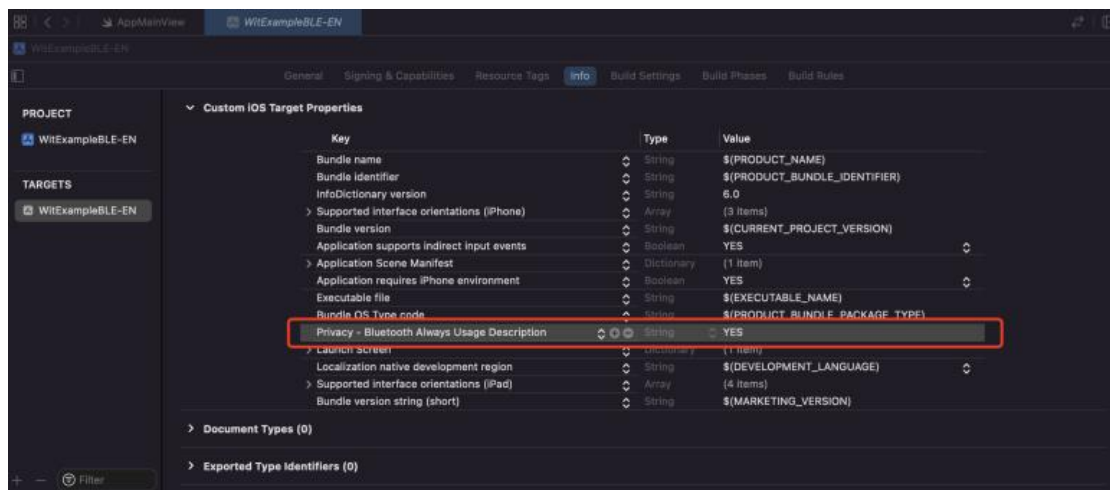 AppMainView WitExampleBLE-EN
WitExampleBLE-EN
General Signing & Capabilities Resource Tags Info Build Settings Build Phases Build Rules
PROJECT
WitExampleBLE-EN
TARGETS
WitExampleBLE-EN
Custom iOS Target Properties
Key Type Value
Bundle name String $(PRODUCT_NAME)
Bundle identifier String $(PRODUCT_BUNDLE_IDENTIFIER)
InfoDictionary version String 6.0
Supported interface orientations (iPhone) Array (3 items)
Bundle version String $(CURRENT_PROJECT_VERSION)
Application supports indirect input events Boolean YES
Application Scene Manifest Dictionary (1 item)
Application requires iPhone environment Boolean YES
Executable file String $(EXECUTABLE_NAME)
Bundle OS Type code String $(PRODUCT_BUNDLE_PACKAGE_TYPE)
Privacy - Bluetooth Always Usage Description String YES
Launch Screen Dictionary (1 item)
Localization native development region String $(DEVELOPMENT_LANGUAGE)
Supported interface orientations (iPad) Array (4 items)
Bundle version string (short) String $(MARKETING_VERSION)
Document Types (0)
Exported Type Identifiers (0)
Filter